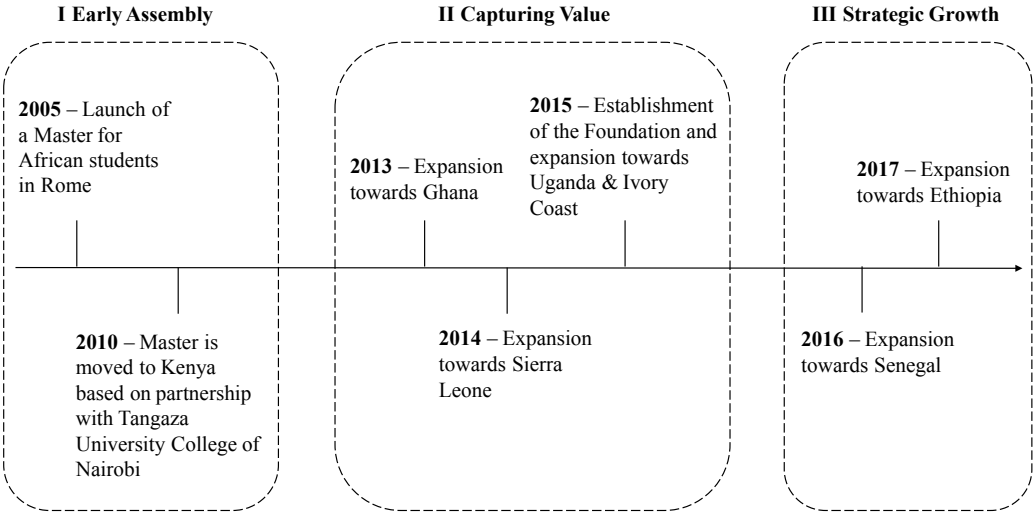 I Early Assembly
II Capturing Value
III Strategic Growth
2005 – Launch of
a Master for
African students
in Rome
2010 – Master is
moved to Kenya
based on partnership
with Tangaza
University College of
Nairobi
2013 – Expansion
towards Ghana
2014 – Expansion
towards Sierra
Leone
2015 – Establishment
of the Foundation and
expansion towards
Uganda & Ivory
Coast
2016 – Expansion
towards Senegal
2017 – Expansion
towards Ethiopia